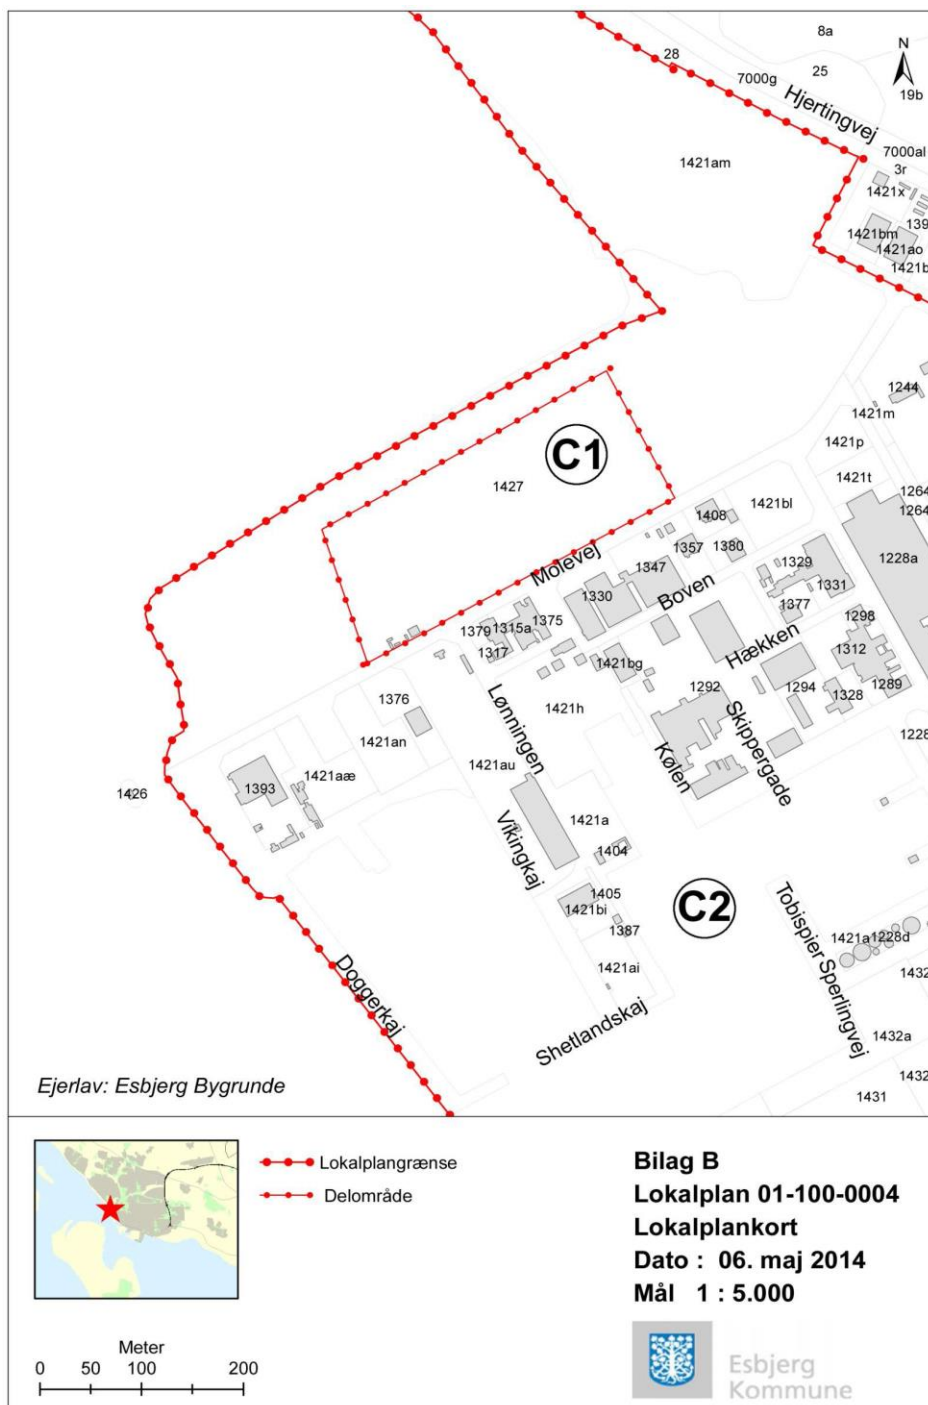 8a
28
25
7000g
N
19b
Hjertingvej
7000al
3r
1421am
1421x
139
1421bm
1421ao
1421b
1244
1421m
C1
1421p
1427
1421t
1264
1264
1421bl
1408
1357
1380
1228a
Molevej
1347
1329
1330
Boven
1331
1377
1298
1379
1315a
1375
1317
Hækken
1312
1421bg
1292
1294
1328
1289
1376
Lønningen
1421h
Skippergade
1228
1421an
Kølen
1421au
1421aæ
1393
1426
1421a
Vikingkaj
1404
1405
1421bi
C2
1387
Tobispier
1421a
1228d
Doggerkaj
1421ai
Sperlingvej
1432
Shetlandskaj
1432a
1432
1431
Ejerlav: Esbjerg Bygrunde
Lokalplangrænse
Delområde
Bilag B
Lokalplan 01-100-0004
Lokalplankort
Dato : 06. maj 2014
Mål 1 : 5.000
Meter
0 50 100 200
Esbjerg
Kommune